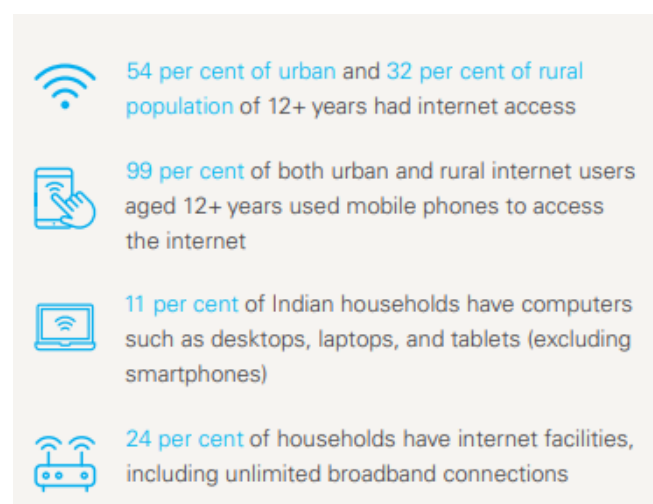 54 per cent of urban and 32 per cent of rural
population of 12+ years had internet access
99 per cent of both urban and rural internet users
aged 12+ years used mobile phones to access
the internet
11 per cent of Indian households have computers
such as desktops, laptops, and tablets (excluding
smartphones)
24 per cent of households have internet facilities,
including unlimited broadband connections